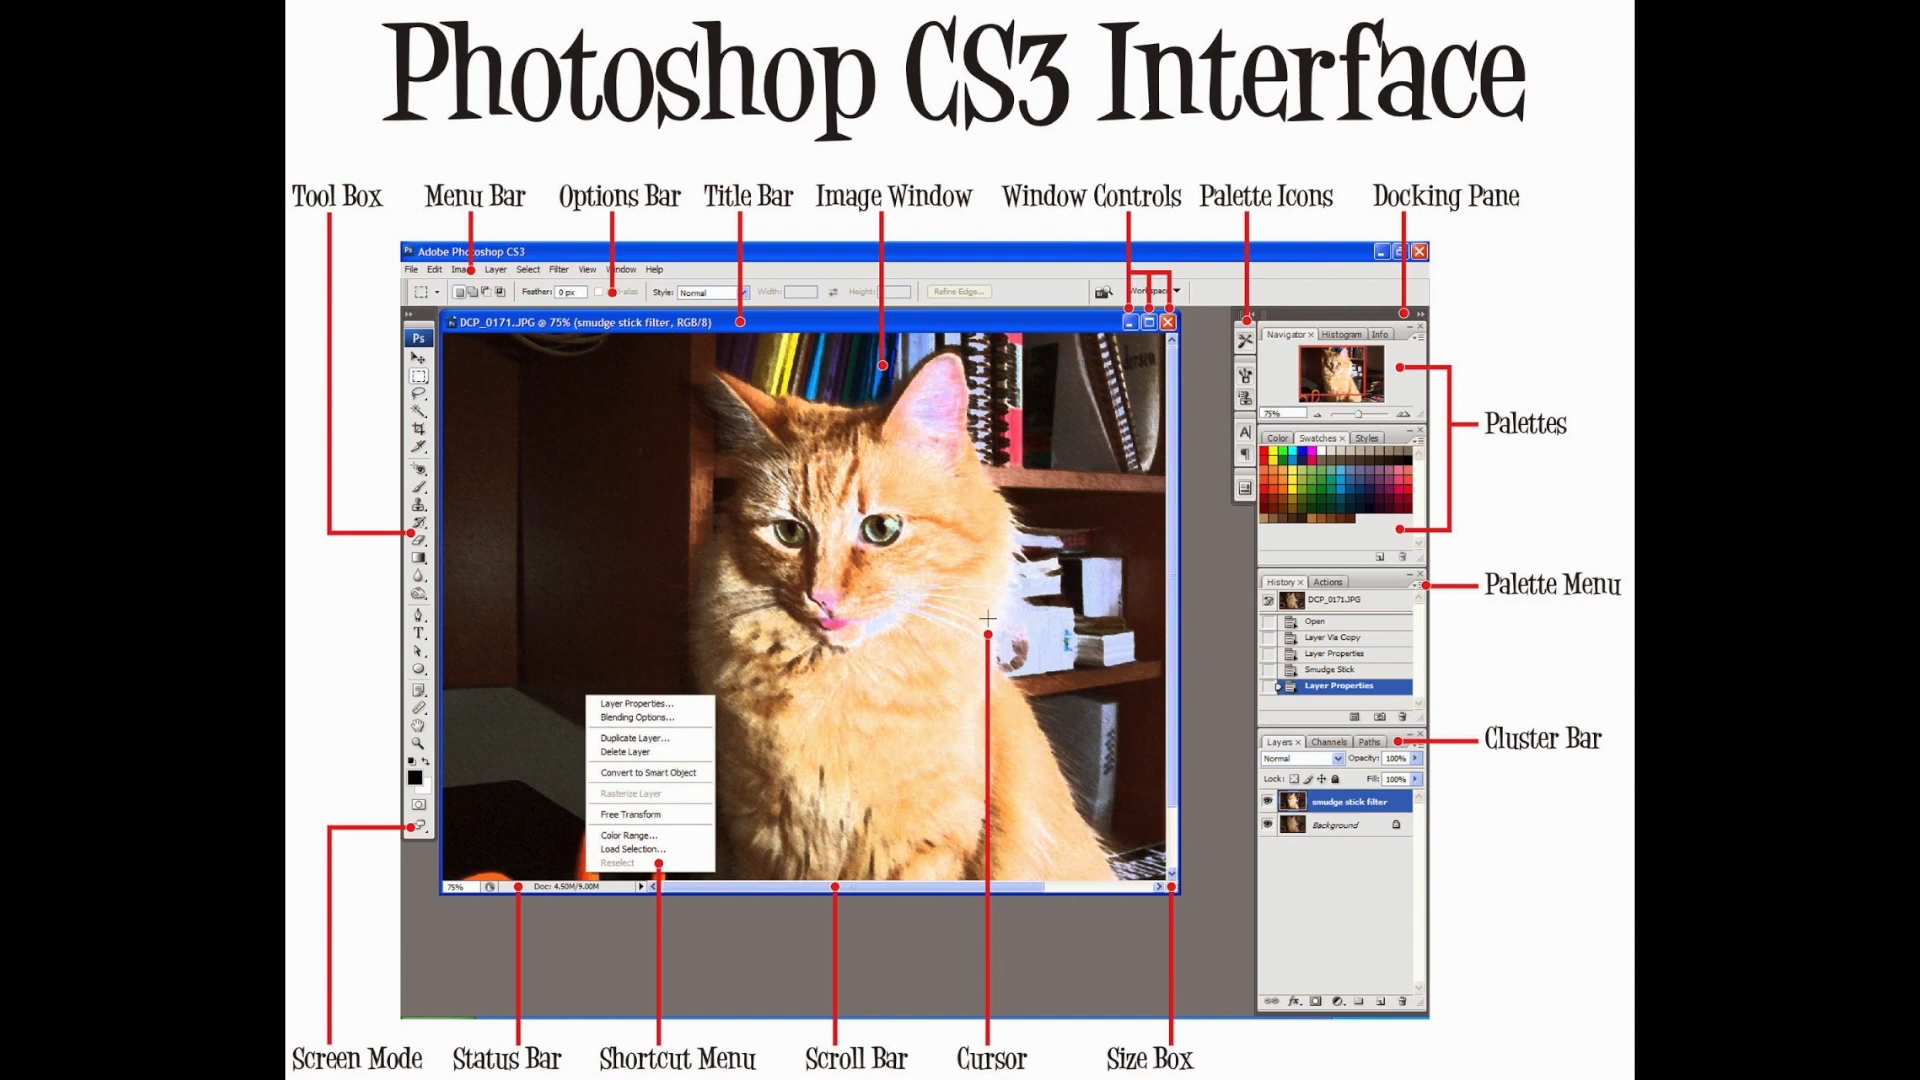 Photoshop CS3 Interface
Tool Box
Menu Bar
Options Bar
Title Bar
Image Window
Window Controls
Palette Icons
Docking Pane
Adobe Photoshop CS3
File Edit Layer Select Filter View Window Help
Feather: 0 px
Style: Normal
Width:
Height:
Refine Edge...
Workspace
DCP_0171.JPG @ 75% (smudge stick filter, RGB/8)
Ps
Navigator Histogram Info
75%
Color Swatches Styles
Palettes
History Actions
Palette Menu
DCP_0171.JPG
Open
Layer Via Copy
Layer Properties
Smudge Stick
Layer Properties
Cluster Bar
Layers Channels Paths
Normal Opacity: 100%
Lock: Fill: 100%
smudge stick filter
Background
Layer Properties...
Blending Options...
Duplicate Layer...
Delete Layer
Convert to Smart Object
Rasterize Layer
Free Transform
Color Range...
Load Selection...
Reselect
75% Doc: 4.50M/9.00M
Screen Mode
Status Bar
Shortcut Menu
Scroll Bar
Cursor
Size Box